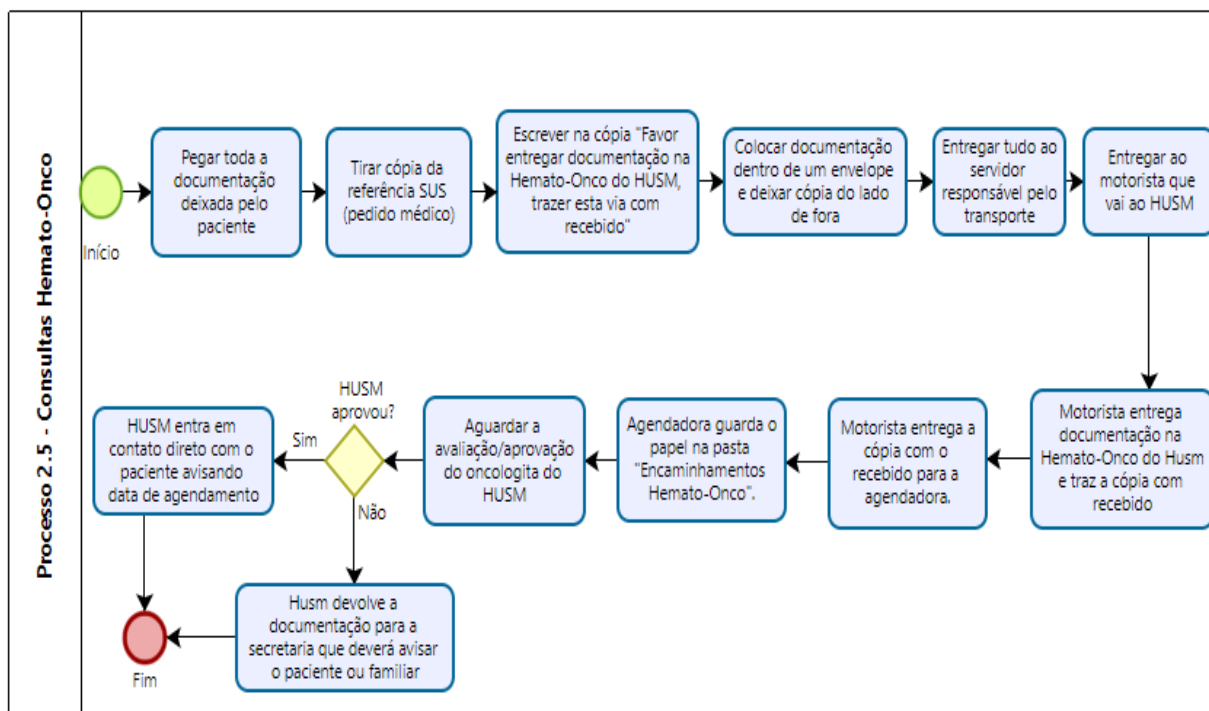 Processo 2.5 - Consultas Hemato-Onco
Início
Pegar toda a
documentação
deixada pelo
paciente
Tirar cópia da
referência SUS
(pedido médico)
Escrever na cópia "Favor
entregar documentação na
Hemato-Onco do HUSM,
trazer esta via com
recebido"
Colocar documentação
dentro de um envelope
e deixar cópia do lado
de fora
Entregar tudo ao
servidor
responsável pelo
transporte
Entregar ao
motorista que
vai ao HUSM
Motorista entrega
documentação na
Hemato-Onco do Husm
e traz a cópia com
recebido
Motorista entrega a
cópia com o
recebido para a
agendadora.
Agendadora guarda o
papel na pasta
"Encaminhamentos
Hemato-Onco".
Aguardar a
avaliação/aprovação
do oncologita do
HUSM
HUSM
aprovou?
Sim
HUSM entra em
contato direto com o
paciente avisando
data de agendamento
Não
Husm devolve a
documentação para a
secretaria que deverá avisar
o paciente ou familiar
Fim